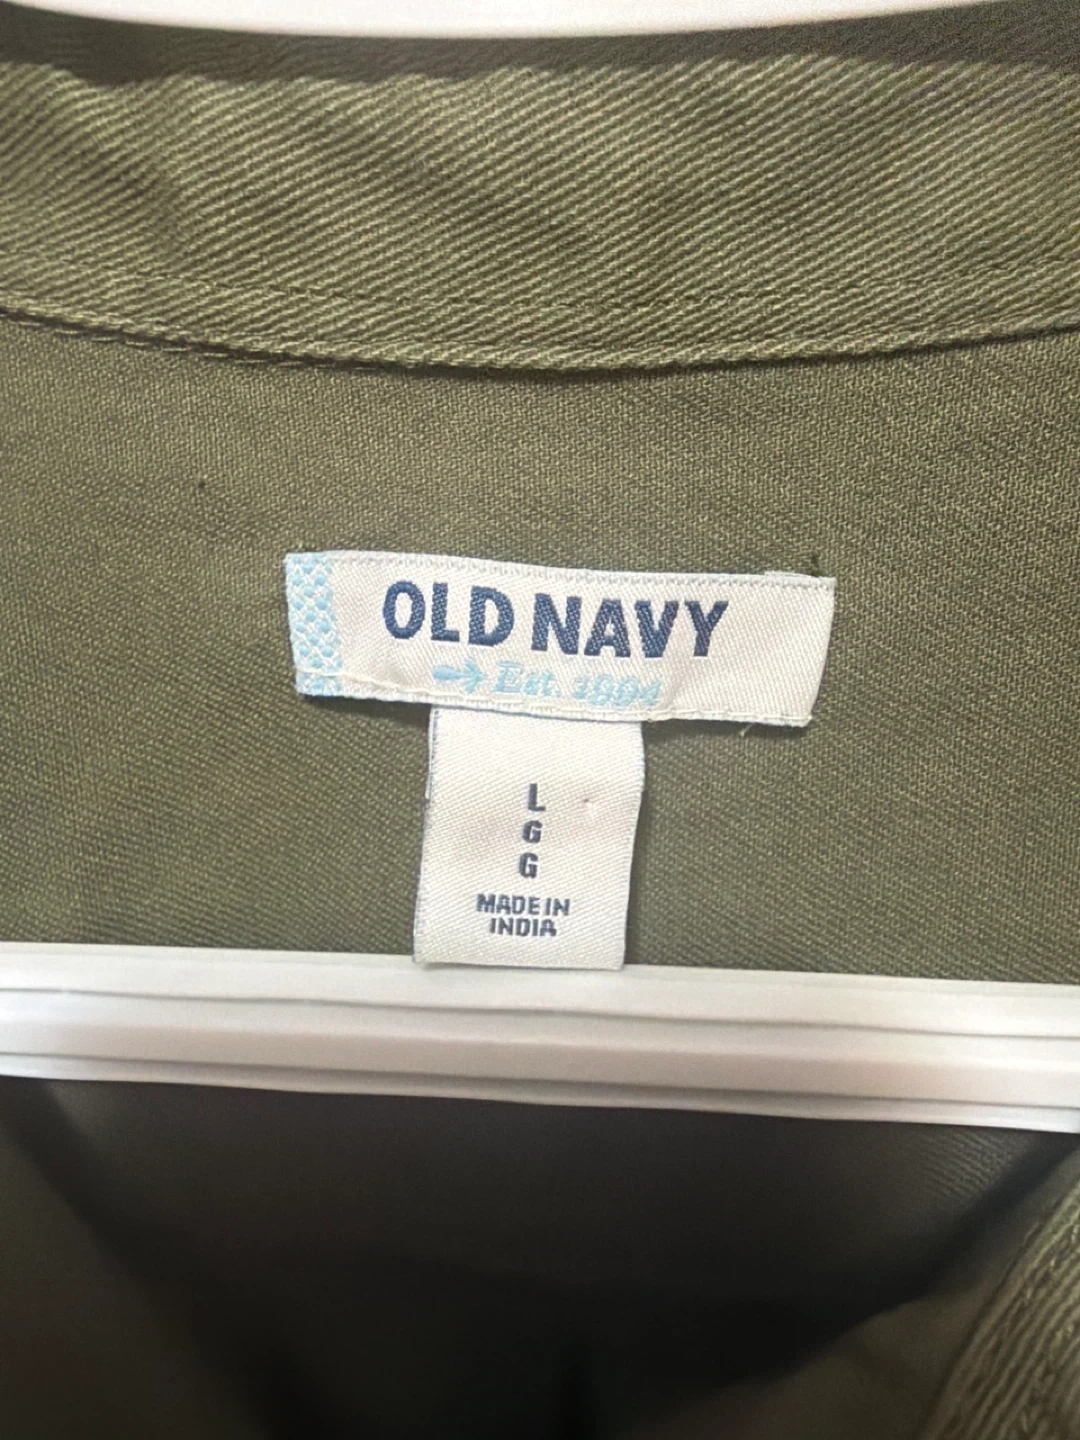 OLD NAVY
Est. 1994
L
G
G
MADE IN
INDIA